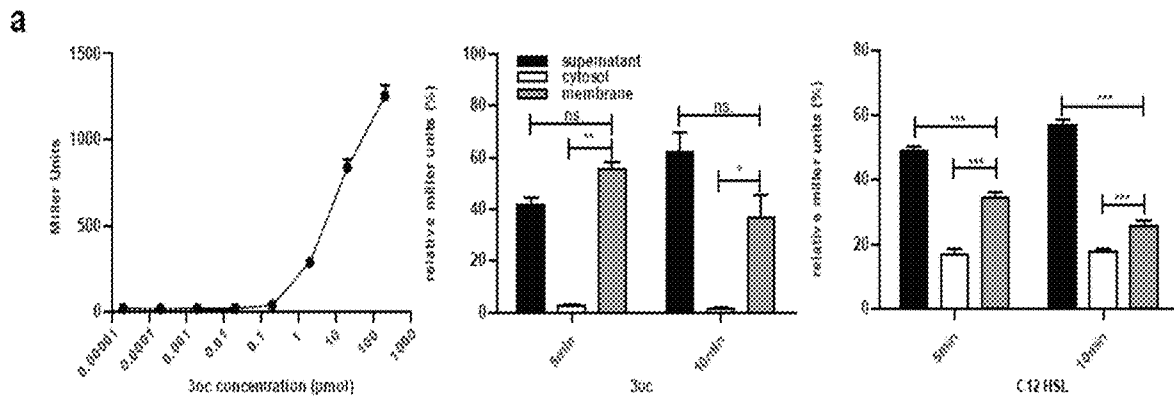 a
1500
1000
500
0
Miller Units
0.00001
0.0001
0.001
0.01
0.1
1
10
100
1000
3oc concentration (pmol)
100
80
60
40
20
0
relative miller units (%)
supernatant
cytosol
membrane
ns.
**
ns.
*
5min
10min
3oc
80
60
40
20
0
relative miller units (%)
***
***
***
***
5min
10min
C12 HSL